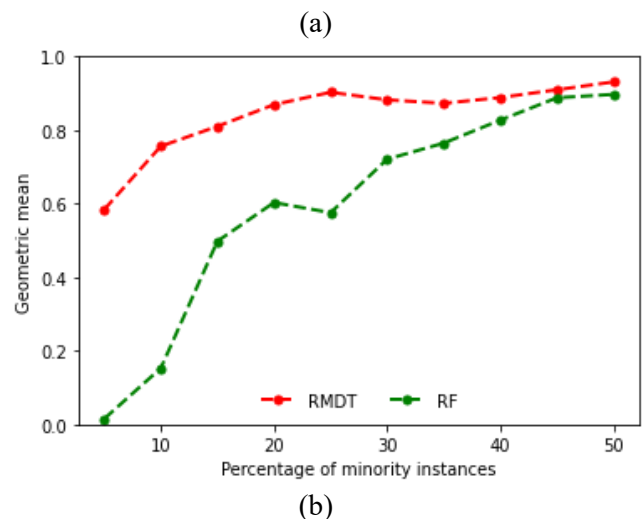 (a)
1.0
0.8
0.6
0.4
0.2
0.0
Geometric mean
RMDT RF
10 20 30 40 50
Percentage of minority instances
(b)